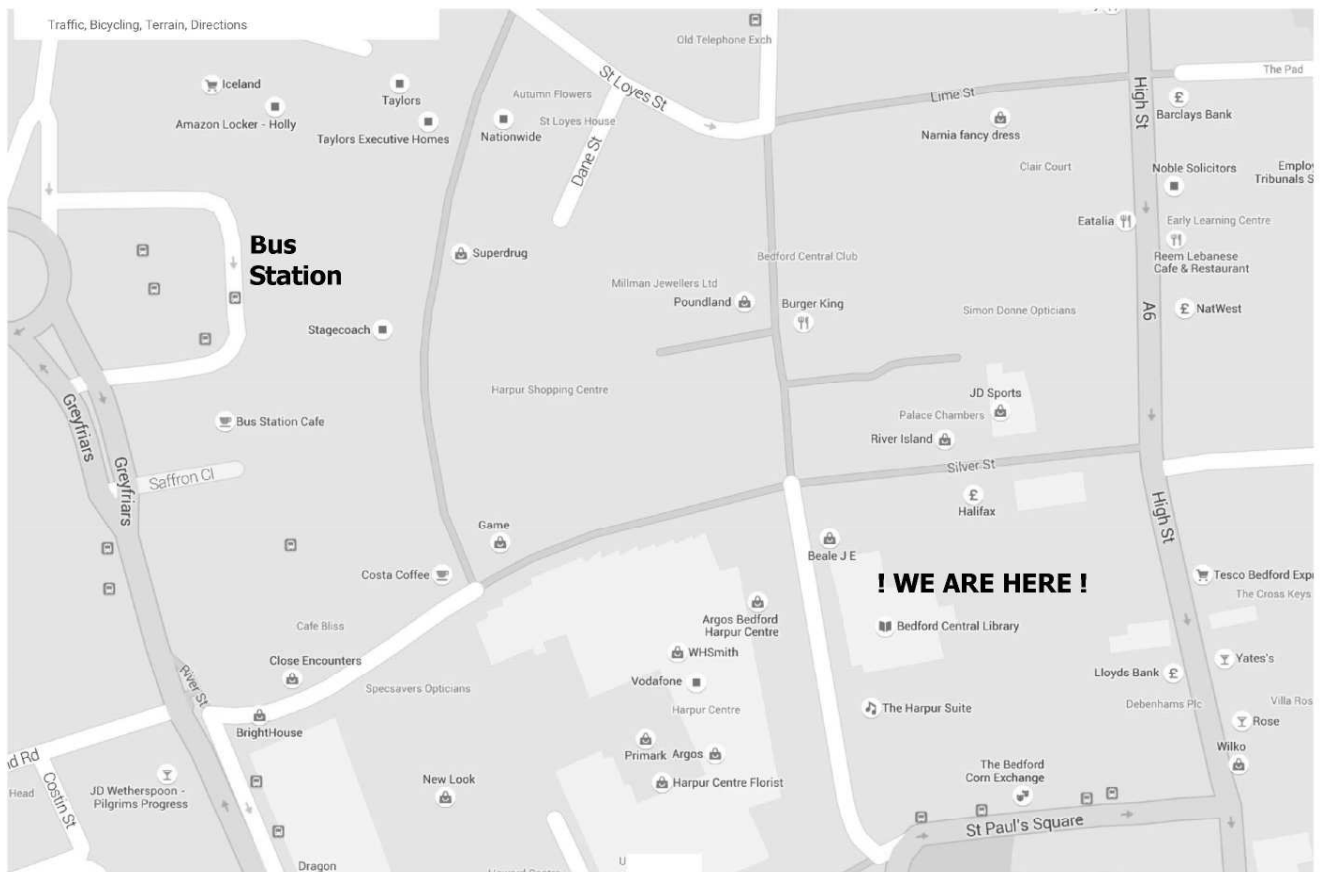 Traffic, Bicycling, Terrain, Directions
Old Telephone Exch
The Pad
Iceland
Taylors
St Loyes St
Autumn Flowers
Lime St
High St
Barclays Bank
Amazon Locker - Holly
Taylors Executive Homes
Nationwide
St Loyes House
Narnia fancy dress
Dane St
Clair Court
Noble Solicitors
Employ
Tribunals S
Eatalia
Early Learning Centre
Bus
Station
Superdrug
Bedford Central Club
Reem Lebanese
Cafe & Restaurant
Millman Jewellers Ltd
Poundland
Burger King
Simon Donne Opticians
A6
NatWest
Stagecoach
Harpur Shopping Centre
JD Sports
Greyfriars
Bus Station Cafe
Palace Chambers
River Island
Greyfriars
Saffron Cl
Silver St
Halifax
High St
Game
Beale J E
Costa Coffee
! WE ARE HERE !
Tesco Bedford Expr
The Cross Keys
Cafe Bliss
Argos Bedford
Harpur Centre
Bedford Central Library
Close Encounters
WHSmith
Yates's
River St
Specsavers Opticians
Vodafone
Lloyds Bank
Harpur Centre
The Harpur Suite
Debenhams Plc
Villa Ros
Rose
BrightHouse
Primark
Argos
Wilko
nd Rd
The Bedford
Corn Exchange
New Look
Harpur Centre Florist
Head
Costin St
JD Wetherspoon -
Pilgrims Progress
St Paul's Square
Dragon
U